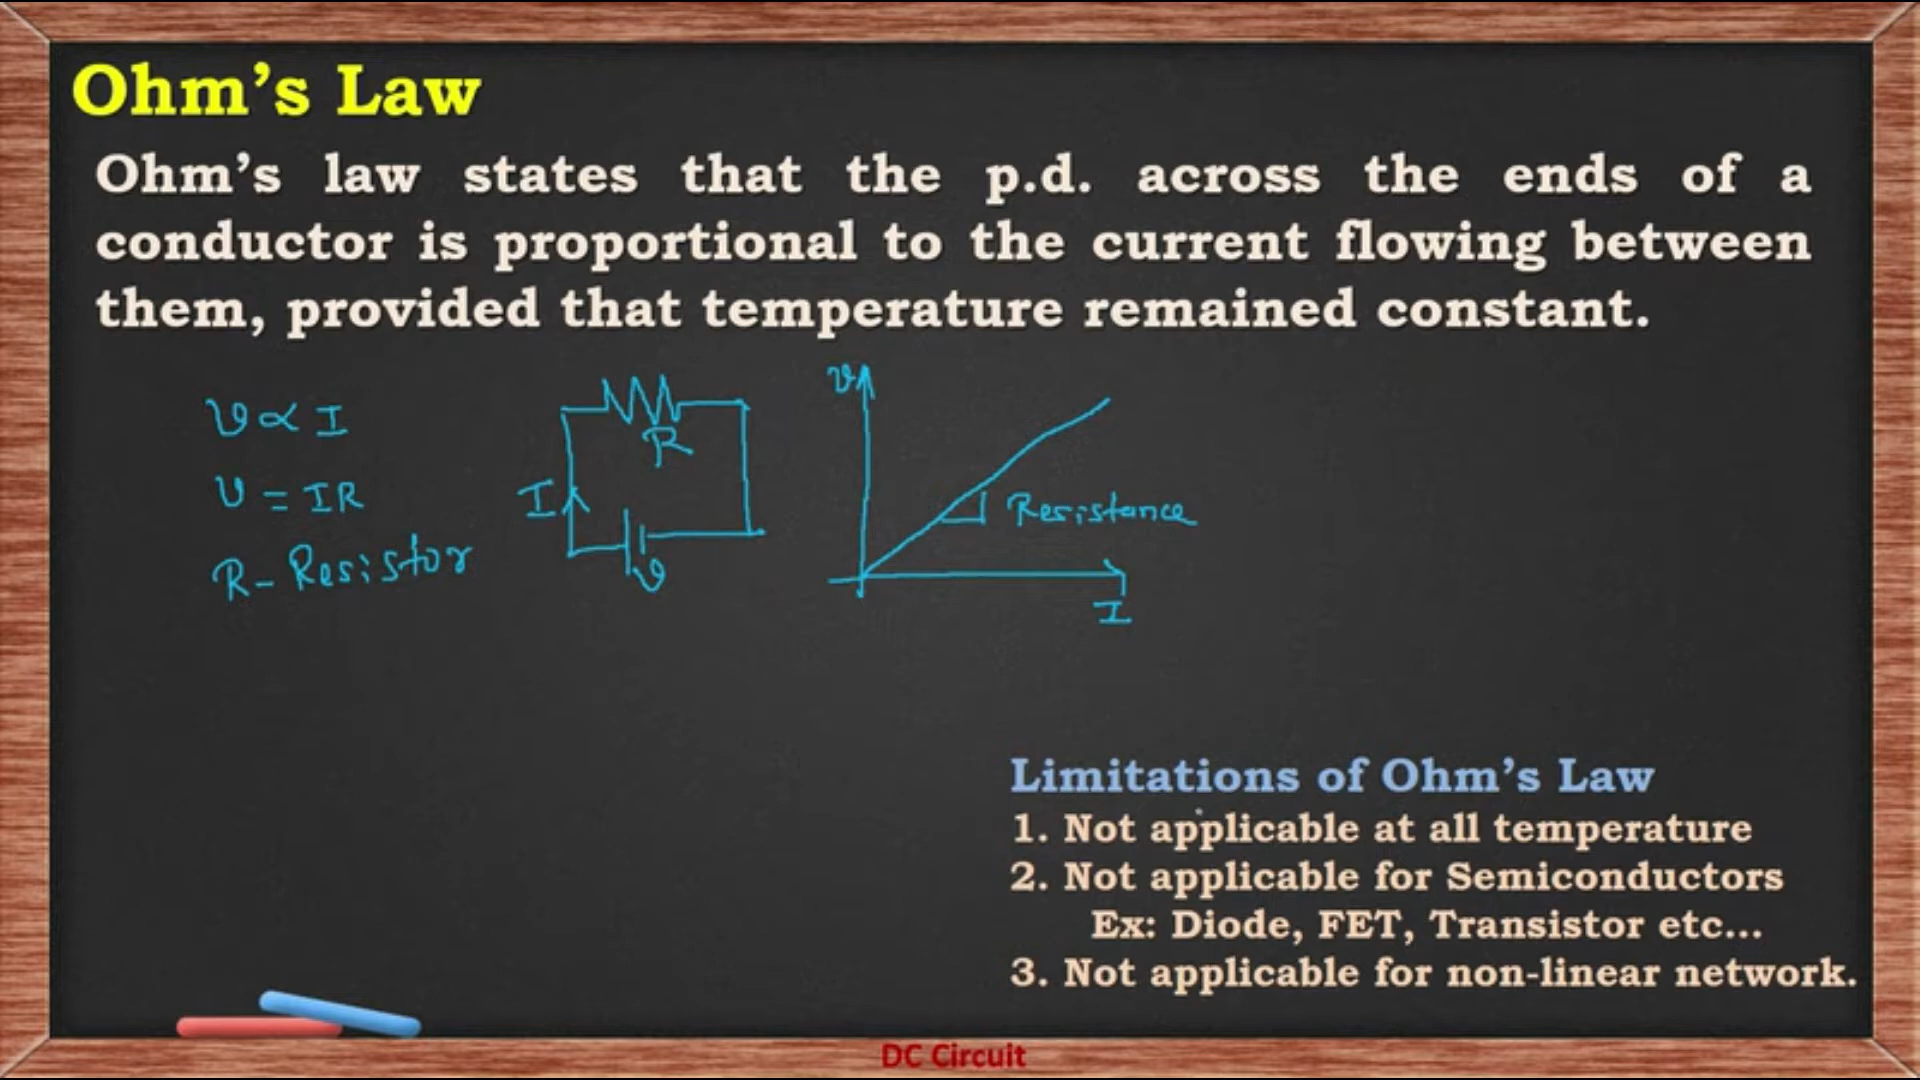 Ohm's Law
Ohm's law states that the p.d. across the ends of a
conductor is proportional to the current flowing between
them, provided that temperature remained constant.
v ∝ I
v = IR
R - Resistor
R
I
v
v
Resistance
I
Limitations of Ohm's Law
1. Not applicable at all temperature
2. Not applicable for Semiconductors
Ex: Diode, FET, Transistor etc...
3. Not applicable for non-linear network.
DC Circuit